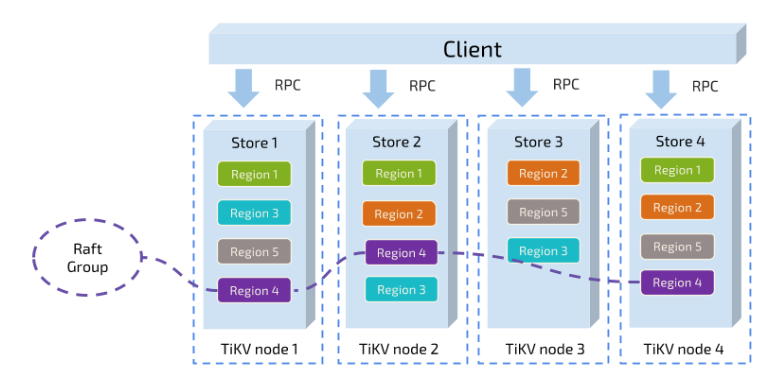 Client
RPC
RPC
RPC
RPC
Store 1
Region 1
Region 3
Region 5
Region 4
TiKV node 1
Store 2
Region 1
Region 2
Region 4
Region 3
TiKV node 2
Store 3
Region 2
Region 5
Region 3
TiKV node 3
Store 4
Region 1
Region 2
Region 5
Region 4
TiKV node 4
Raft
Group